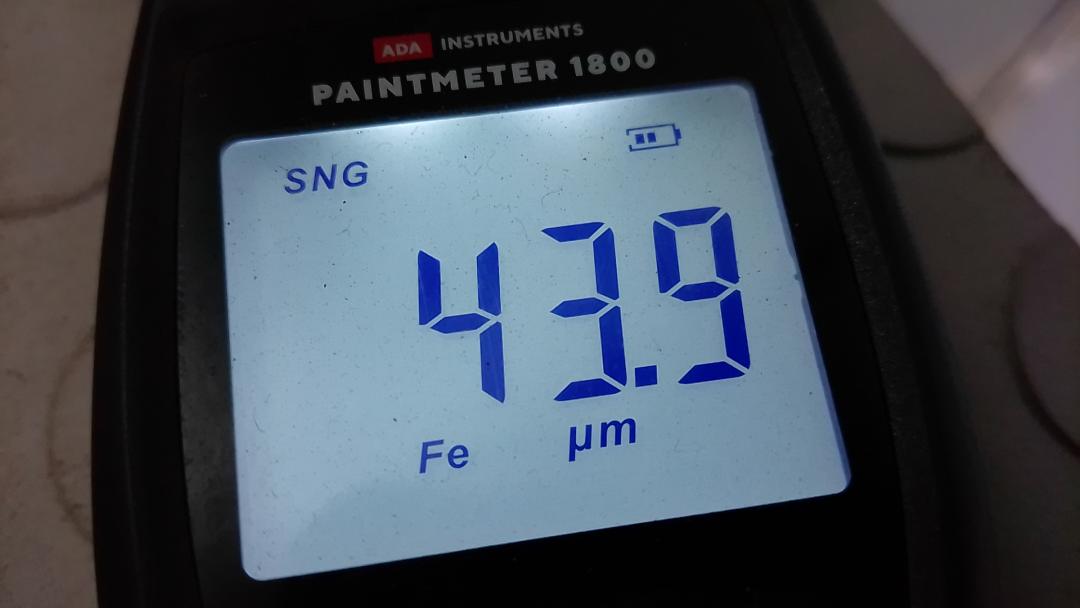 ADA INSTRUMENTS
PAINTMETER 1800
SNG
43.9
Fe µm